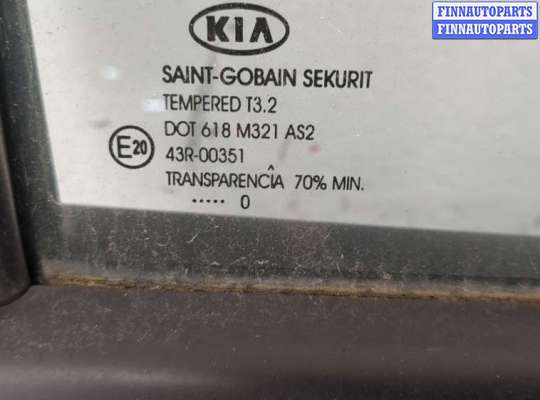 FINNAUTOPARTS
FINNAUTOPARTS
KIA
SAINT-GOBAIN SEKURIT
TEMPERED T3.2
DOT 618 M321 AS2
E20 43R-00351
TRANSPARENCÎA 70% MIN.
..... 0